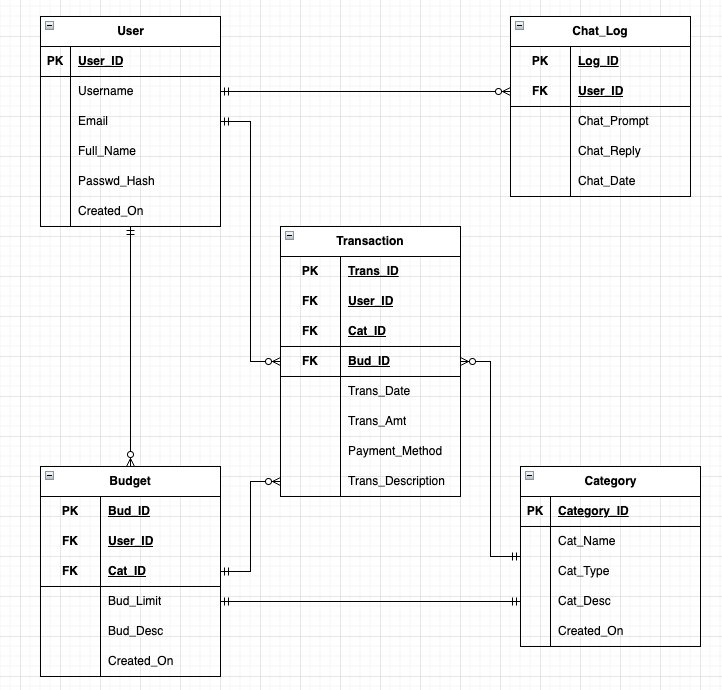 User
PK User_ID
Username
Email
Full_Name
Passwd_Hash
Created_On
Chat_Log
PK Log_ID
FK User_ID
Chat_Prompt
Chat_Reply
Chat_Date
Transaction
PK Trans_ID
FK User_ID
FK Cat_ID
FK Bud_ID
Trans_Date
Trans_Amt
Payment_Method
Trans_Description
Budget
PK Bud_ID
FK User_ID
FK Cat_ID
Bud_Limit
Bud_Desc
Created_On
Category
PK Category_ID
Cat_Name
Cat_Type
Cat_Desc
Created_On